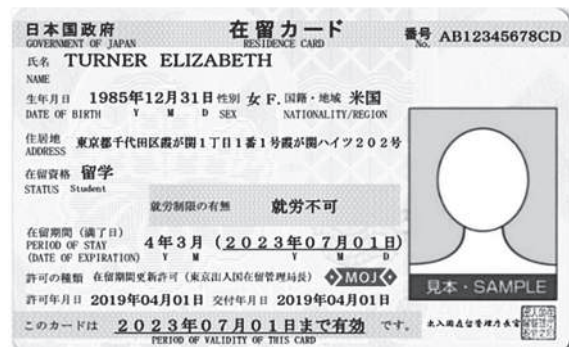 日本国政府 在留カード 番号 AB12345678CD
GOVERNMENT OF JAPAN RESIDENCE CARD No.
氏名 TURNER ELIZABETH
NAME
生年月日 1985年12月31日 性別 女 F. 国籍・地域 米国
DATE OF BIRTH Y M D SEX NATIONALITY/REGION
住居地 東京都千代田区霞が関1丁目1番1号霞が関ハイツ202号
ADDRESS
在留資格 留学
STATUS Student
就労制限の有無 就労不可
在留期間(満了日)
PERIOD OF STAY 4年3月(2023年07月01日)
(DATE OF EXPIRATION) Y M Y M D
許可の種類 在留期間更新許可(東京出入国在留管理局長) MOJ
見本・SAMPLE
許可年月日 2019年04月01日 交付年月日 2019年04月01日
このカードは 2023年07月01日まで有効 です。 出入国在留管理庁長官
PERIOD OF VALIDITY OF THIS CARD